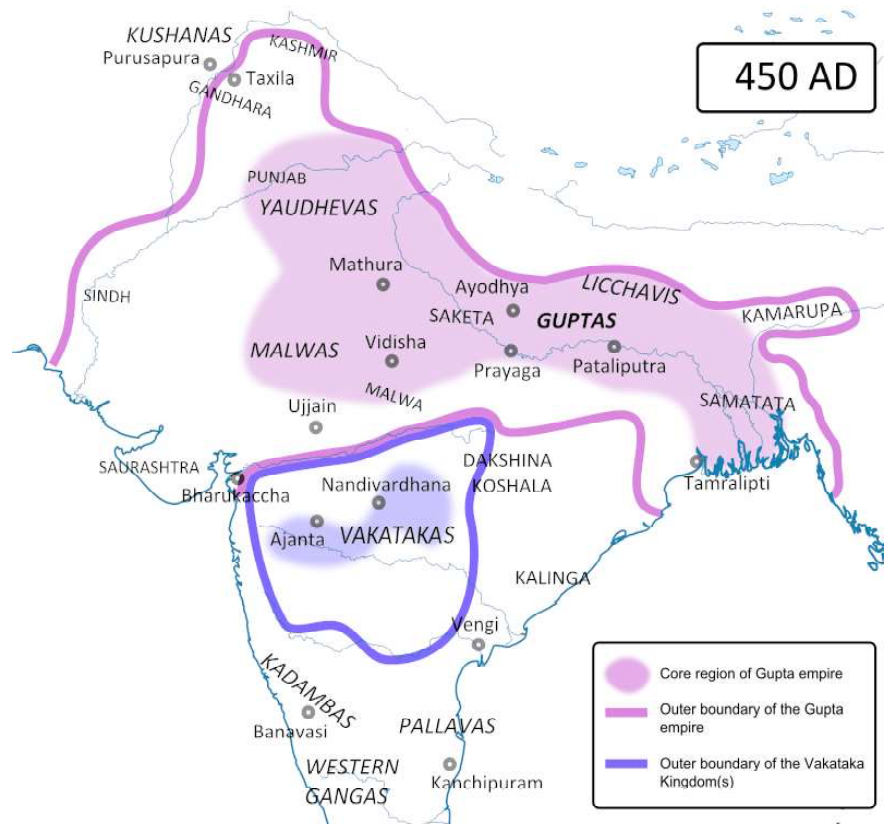 KUSHANAS
Purusapura
KASHMIR
Taxila
GANDHARA
450 AD
PUNJAB
YAUDHEVAS
Mathura
Ayodhya
LICCHAVIS
SINDH
SAKETA
GUPTAS
KAMARUPA
MALWAS
Vidisha
Prayaga
Pataliputra
MALWA
SAMATATA
Ujjain
SAURASHTRA
Bharukaccha
Nandivardhana
DAKSHINA
KOSHALA
Tamralipti
Ajanta
VAKATAKAS
KALINGA
Vengi
KADAMBAS
Banavasi
PALLAVAS
WESTERN
GANGAS
Kanchipuram
Core region of Gupta empire
Outer boundary of the Gupta
empire
Outer boundary of the Vakataka
Kingdom(s)